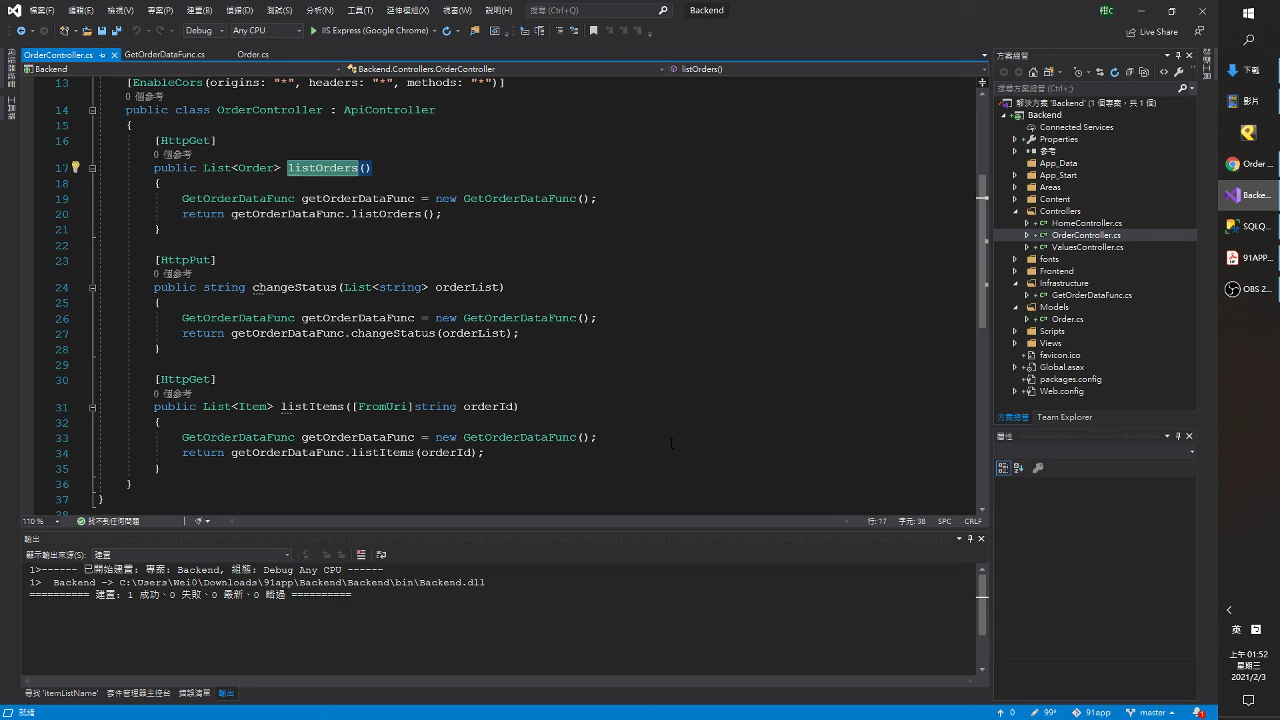 檔案(F) 編輯(E) 檢視(V) 專案(P) 建置(B) 偵錯(D) 測試(S) 分析(N) 工具(T) 延伸模組(X) 視窗(W) 說明(H) 搜尋 (Ctrl+Q) Backend
Debug Any CPU IIS Express (Google Chrome) Live Share
OrderController.cs GetOrderDataFunc.cs Order.cs
Backend Backend.Controllers.OrderController listOrders()
13 [EnableCors(origins: "*", headers: "*", methods: "*")]
0 個參考
14 public class OrderController : ApiController
15 {
16 [HttpGet]
0 個參考
17 public List<Order> listOrders()
18 {
19 GetOrderDataFunc getOrderDataFunc = new GetOrderDataFunc();
20 return getOrderDataFunc.listOrders();
21 }
22
23 [HttpPut]
0 個參考
24 public string changeStatus(List<string> orderList)
25 {
26 GetOrderDataFunc getOrderDataFunc = new GetOrderDataFunc();
27 return getOrderDataFunc.changeStatus(orderList);
28 }
29
30 [HttpGet]
0 個參考
31 public List<Item> listItems([FromUri]string orderId)
32 {
33 GetOrderDataFunc getOrderDataFunc = new GetOrderDataFunc();
34 return getOrderDataFunc.listItems(orderId);
35 }
36 }
37 }
38
110 % 找不到任何問題 行: 17 字元: 38 SPC CRLF
輸出
顯示輸出來源(S): 建置
1>------ 已開始建置: 專案: Backend, 組態: Debug Any CPU ------
1> Backend -> C:\Users\Wei0\Downloads\91app\Backend\Backend\bin\Backend.dll
========== 建置: 1 成功、0 失敗、0 最新、0 略過 ==========
尋找 'itemListName' 套件管理器主控台 錯誤清單 輸出
就緒 0 99+ 91app master 1
方案總管
搜尋方案總管 (Ctrl+;)
解決方案 'Backend' (1 個專案，共 1 個)
Backend
Connected Services
Properties
參考
App_Data
App_Start
Areas
Content
Controllers
HomeController.cs
OrderController.cs
ValuesController.cs
fonts
Frontend
Infrastructure
GetOrderDataFunc.cs
Models
Order.cs
Scripts
Views
favicon.ico
Global.asax
packages.config
Web.config
方案總管 Team Explorer
屬性
下載
影片
Order ...
Backe...
SQLQ...
91APP...
OBS 2...
英
上午 01:52
星期三
2021/2/3